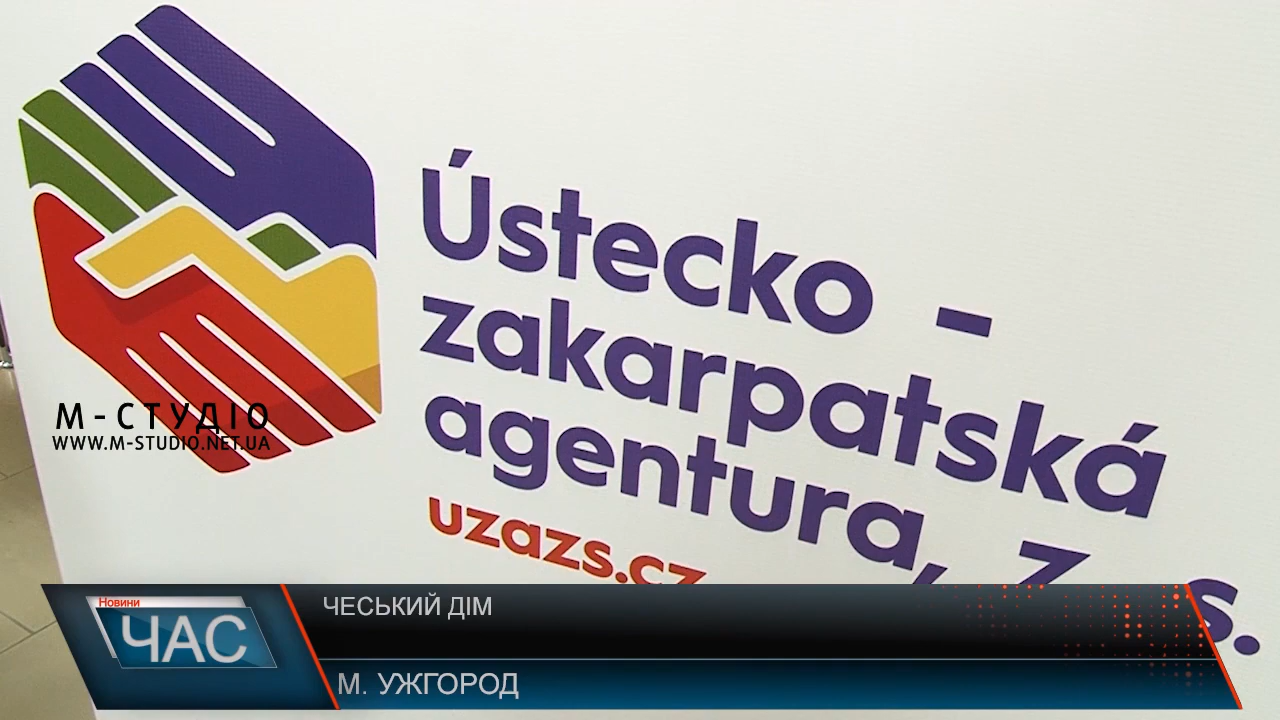 Ústecko -
zakarpatská
agentura, z. s.
uzazs.cz
М-СТУДІО
WWW.M-STUDIO.NET.UA
Новини
ЧАС
ЧЕСЬКИЙ ДІМ
М. УЖГОРОД